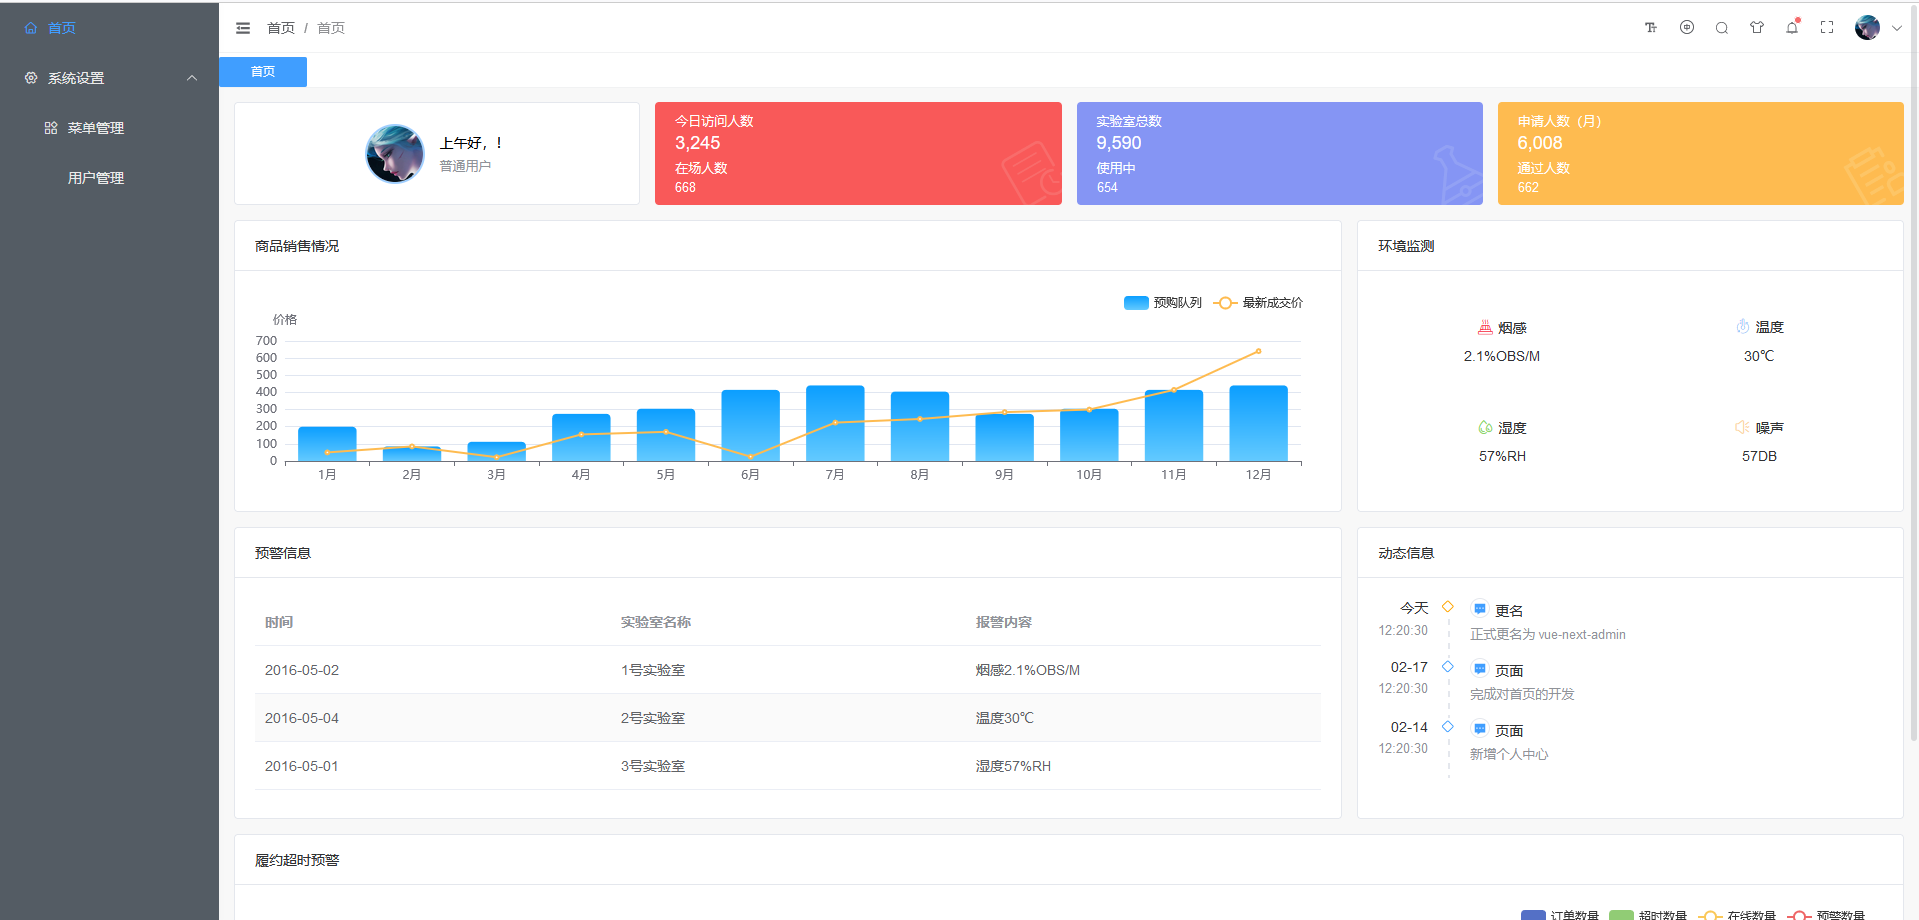 首页
系统设置
菜单管理
用户管理
首页 / 首页
首页
上午好，！
普通用户
今日访问人数
3,245
在场人数
668
实验室总数
9,590
使用中
654
申请人数（月）
6,008
通过人数
662
商品销售情况
预购队列 最新成交价
价格
700
600
500
400
300
200
100
0
1月 2月 3月 4月 5月 6月 7月 8月 9月 10月 11月 12月
环境监测
烟感
2.1%OBS/M
温度
30℃
湿度
57%RH
噪声
57DB
预警信息
时间 实验室名称 报警内容
2016-05-02 1号实验室 烟感2.1%OBS/M
2016-05-04 2号实验室 温度30℃
2016-05-01 3号实验室 湿度57%RH
动态信息
今天 更名
12:20:30 正式更名为 vue-next-admin
02-17 页面
12:20:30 完成对首页的开发
02-14 页面
12:20:30 新增个人中心
履约超时预警
订单数量 超时数量 在线数量 预警数量